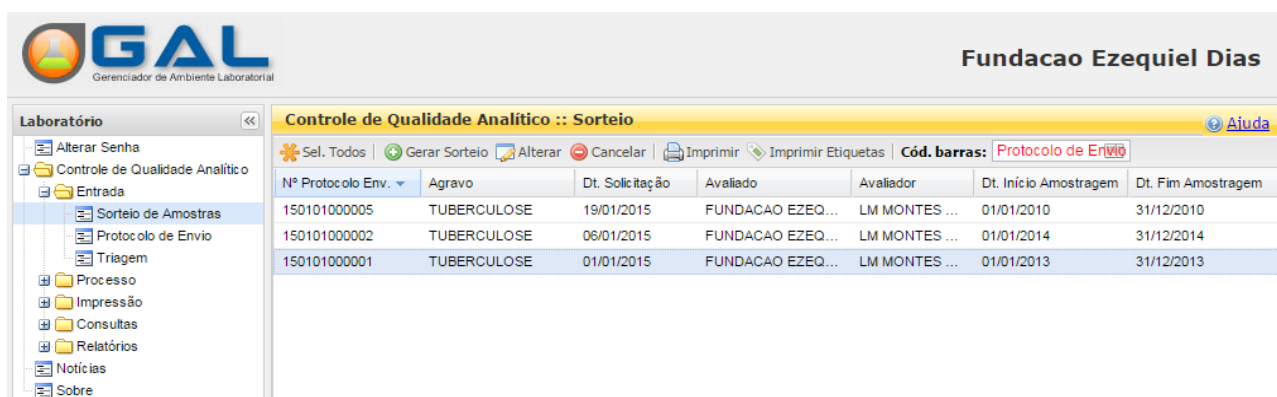 GAL
Gerenciador de Ambiente Laboratorial
Fundacao Ezequiel Dias
Laboratório
Alterar Senha
Controle de Qualidade Analítico
Entrada
Sorteio de Amostras
Protocolo de Envio
Triagem
Processo
Impressão
Consultas
Relatórios
Notícias
Sobre
Controle de Qualidade Analítico :: Sorteio Ajuda
Sel. Todos Gerar Sorteio Alterar Cancelar Imprimir Imprimir Etiquetas Cód. barras: Protocolo de Envio
Nº Protocolo Env. Agravo Dt. Solicitação Avaliado Avaliador Dt. Início Amostragem Dt. Fim Amostragem
150101000005 TUBERCULOSE 19/01/2015 FUNDACAO EZEQ... LM MONTES ... 01/01/2010 31/12/2010
150101000002 TUBERCULOSE 06/01/2015 FUNDACAO EZEQ... LM MONTES ... 01/01/2014 31/12/2014
150101000001 TUBERCULOSE 01/01/2015 FUNDACAO EZEQ... LM MONTES ... 01/01/2013 31/12/2013